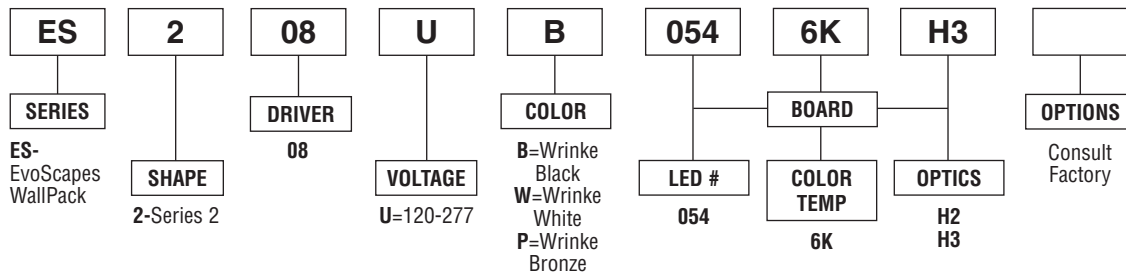 ES 2 08 U B 054 6K H3
SERIES
ES-
EvoScapes
WallPack
SHAPE
2-Series 2
DRIVER
08
VOLTAGE
U=120-277
COLOR
B=Wrinke
Black
W=Wrinke
White
P=Wrinke
Bronze
BOARD
LED #
054
COLOR
TEMP
6K
OPTICS
H2
H3
OPTIONS
Consult
Factory